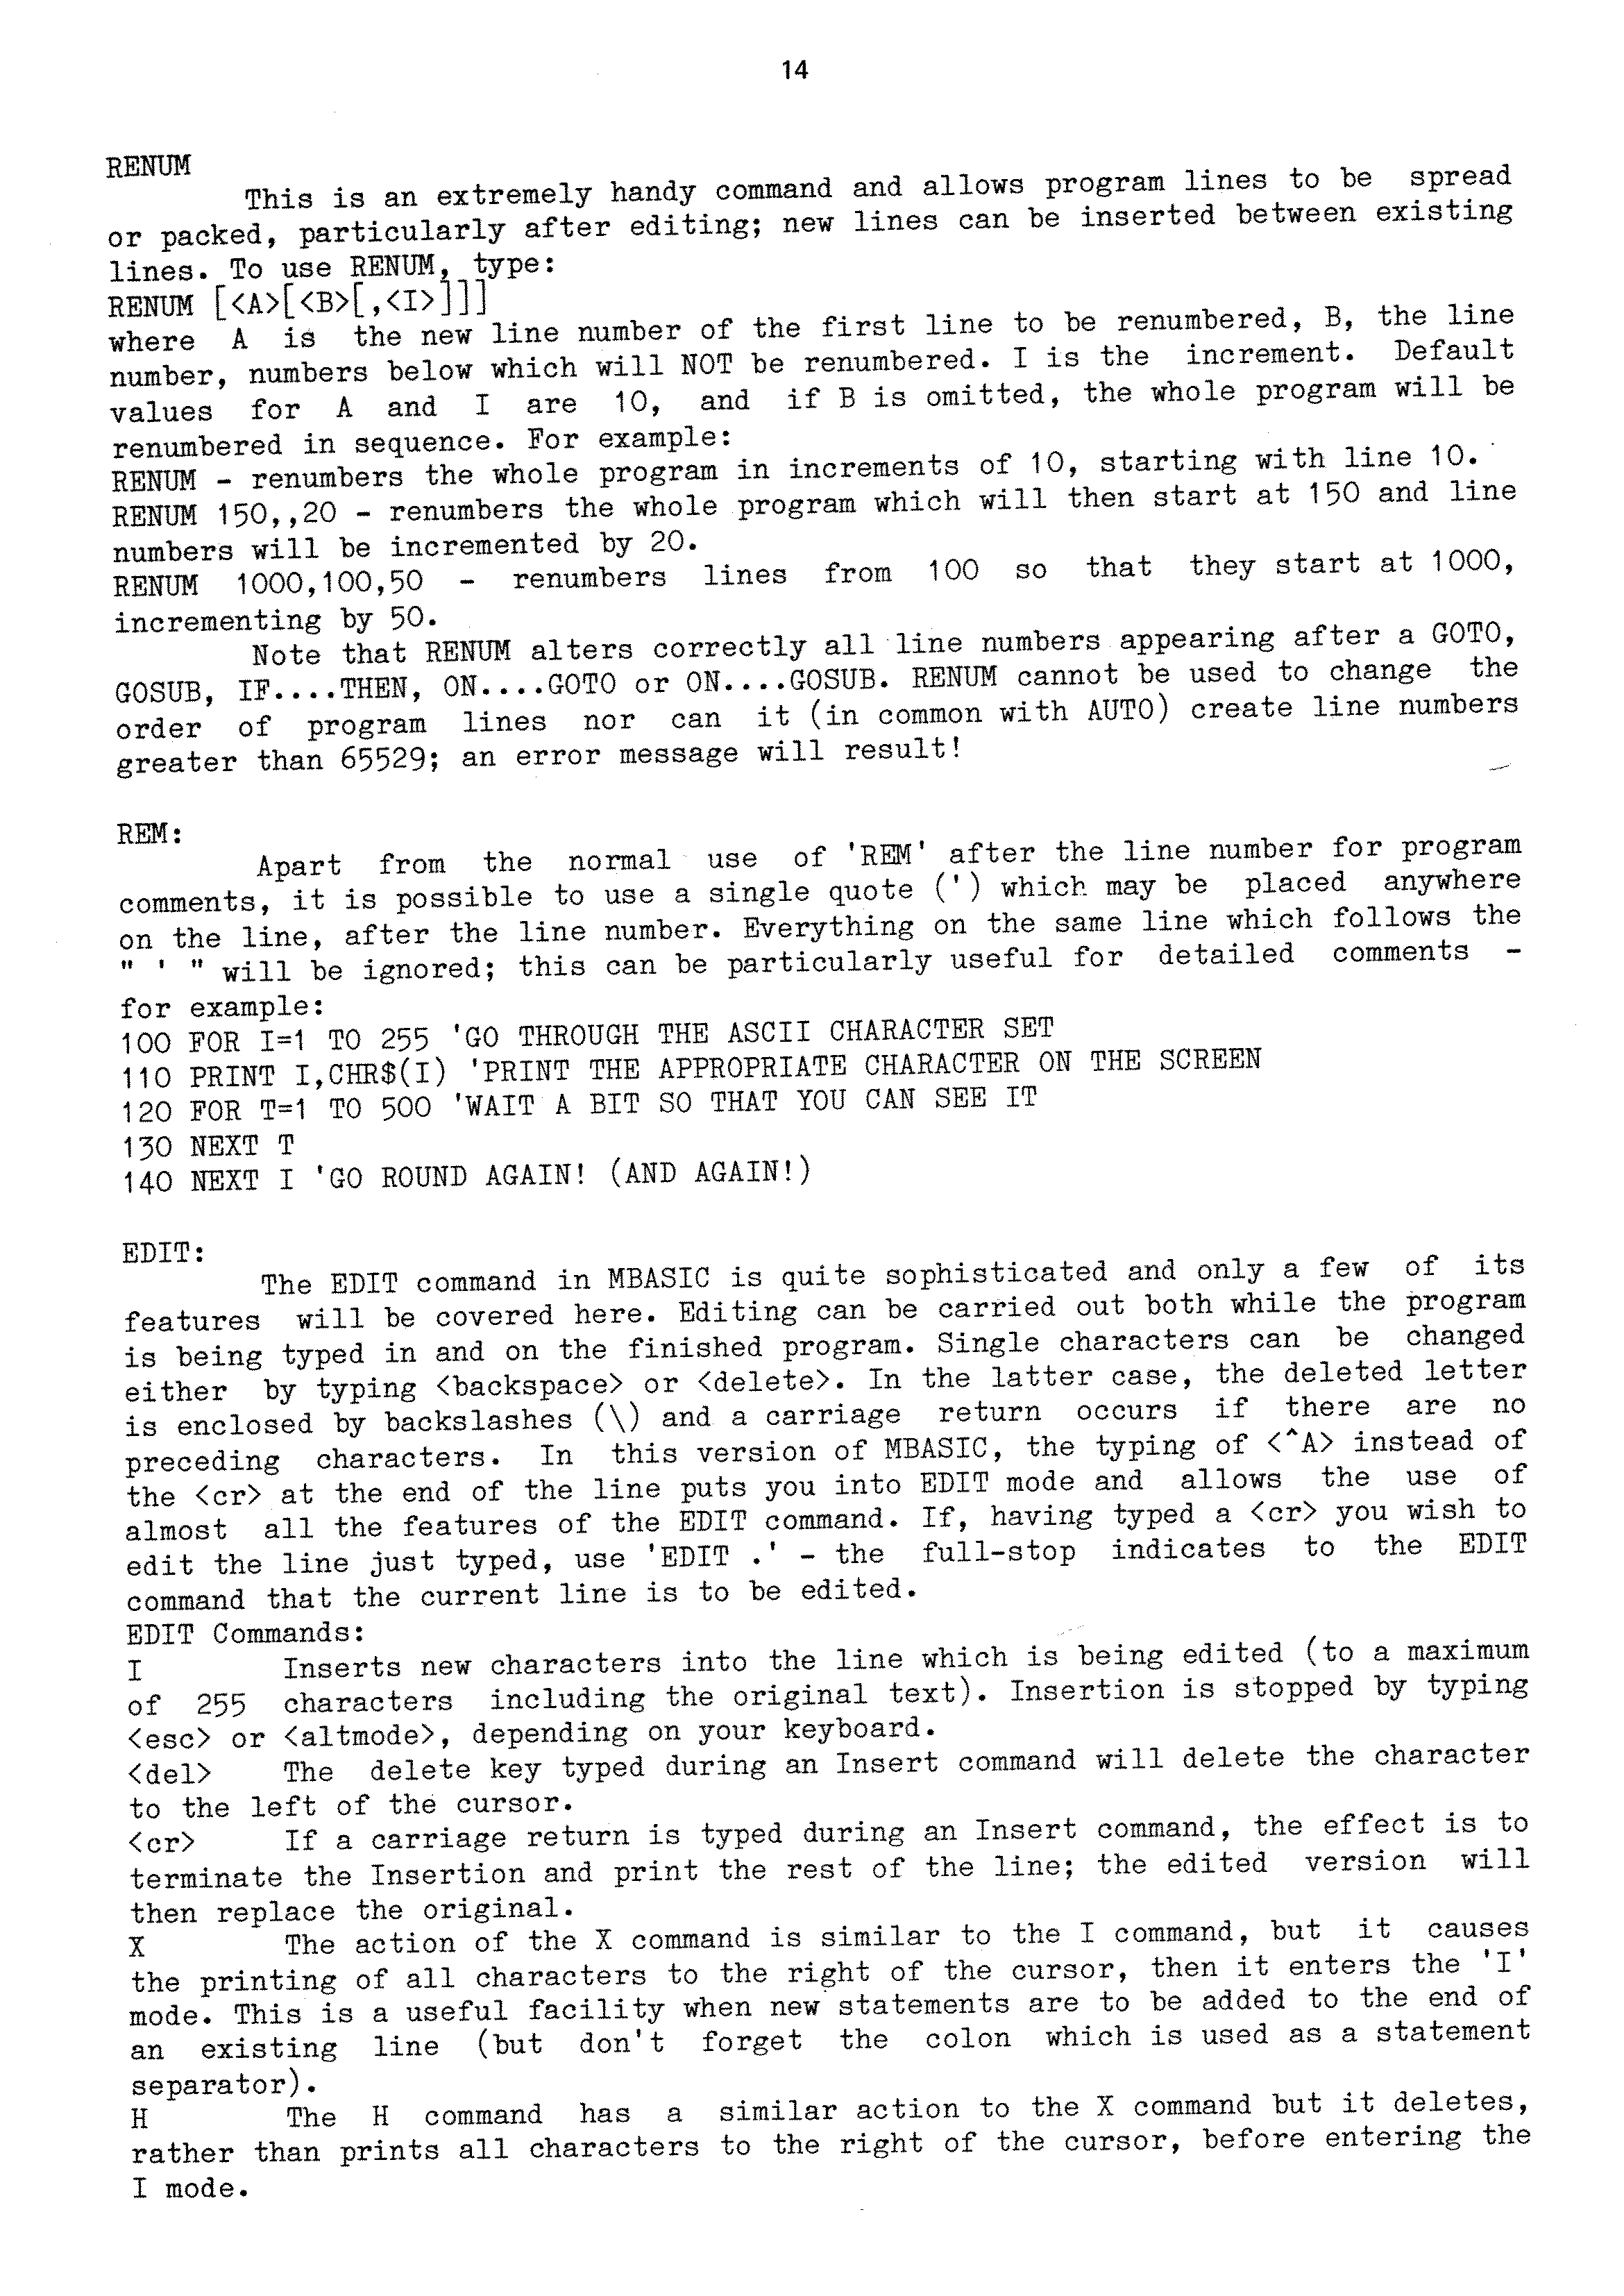 14
RENUM
This is an extremely handy command and allows program lines to be spread
or packed, particularly after editing; new lines can be inserted between existing
lines. To use RENUM, type:
RENUM [<A>[<B>[,<I>]]]
where A is the new line number of the first line to be renumbered, B, the line
number, numbers below which will NOT be renumbered. I is the increment. Default
values for A and I are 10, and if B is omitted, the whole program will be
renumbered in sequence. For example:
RENUM - renumbers the whole program in increments of 10, starting with line 10.
RENUM 150,,20 - renumbers the whole program which will then start at 150 and line
numbers will be incremented by 20.
RENUM 1000,100,50 - renumbers lines from 100 so that they start at 1000,
incrementing by 50.
Note that RENUM alters correctly all line numbers appearing after a GOTO,
GOSUB, IF....THEN, ON....GOTO or ON....GOSUB. RENUM cannot be used to change the
order of program lines nor can it (in common with AUTO) create line numbers
greater than 65529; an error message will result!
REM:
Apart from the normal use of 'REM' after the line number for program
comments, it is possible to use a single quote (') which may be placed anywhere
on the line, after the line number. Everything on the same line which follows the
" ' " will be ignored; this can be particularly useful for detailed comments -
for example:
100 FOR I=1 TO 255 'GO THROUGH THE ASCII CHARACTER SET
110 PRINT I,CHR$(I) 'PRINT THE APPROPRIATE CHARACTER ON THE SCREEN
120 FOR T=1 TO 500 'WAIT A BIT SO THAT YOU CAN SEE IT
130 NEXT T
140 NEXT I 'GO ROUND AGAIN! (AND AGAIN!)
EDIT:
The EDIT command in MBASIC is quite sophisticated and only a few of its
features will be covered here. Editing can be carried out both while the program
is being typed in and on the finished program. Single characters can be changed
either by typing <backspace> or <delete>. In the latter case, the deleted letter
is enclosed by backslashes (\) and a carriage return occurs if there are no
preceding characters. In this version of MBASIC, the typing of <^A> instead of
the <cr> at the end of the line puts you into EDIT mode and allows the use of
almost all the features of the EDIT command. If, having typed a <cr> you wish to
edit the line just typed, use 'EDIT .' - the full-stop indicates to the EDIT
command that the current line is to be edited.
EDIT Commands:
I Inserts new characters into the line which is being edited (to a maximum
of 255 characters including the original text). Insertion is stopped by typing
<esc> or <altmode>, depending on your keyboard.
<del> The delete key typed during an Insert command will delete the character
to the left of the cursor.
<cr> If a carriage return is typed during an Insert command, the effect is to
terminate the Insertion and print the rest of the line; the edited version will
then replace the original.
X The action of the X command is similar to the I command, but it causes
the printing of all characters to the right of the cursor, then it enters the 'I'
mode. This is a useful facility when new statements are to be added to the end of
an existing line (but don't forget the colon which is used as a statement
separator).
H The H command has a similar action to the X command but it deletes,
rather than prints all characters to the right of the cursor, before entering the
I mode.